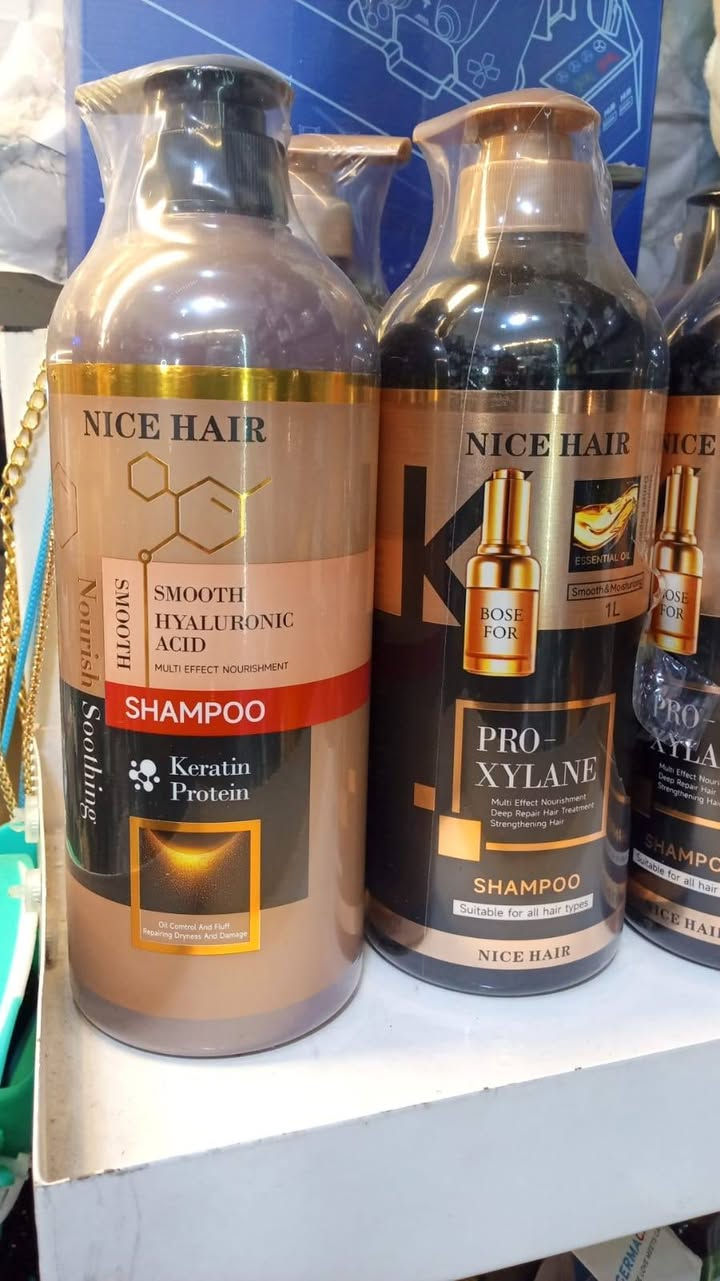 NICE HAIR
SMOOTH
SMOOTH
HYALURONIC
ACID
MULTI EFFECT NOURISHMENT
SHAMPOO
Nourish
Soothing
Keratin
Protein
Oil Comtrol And Fluff
Repairing Dryness And Damage
NICE HAIR
K
ESSENTIAL OIL
Smooth & Moisturizing
1L
BOSE
FOR
PRO-
XYLANE
Multi Effect Nourishment
Deep Repair Hair Treatment
Strengthening Hair
SHAMPOO
Suitable for all hair types
NICE HAIR
NICE
BOSE
FOR
PRO-
XYLA
Multi Effect Nouri
Deep Repair Hair
Strengthening Ha
SHAMPO
Suitable for all hair
NICE HAI